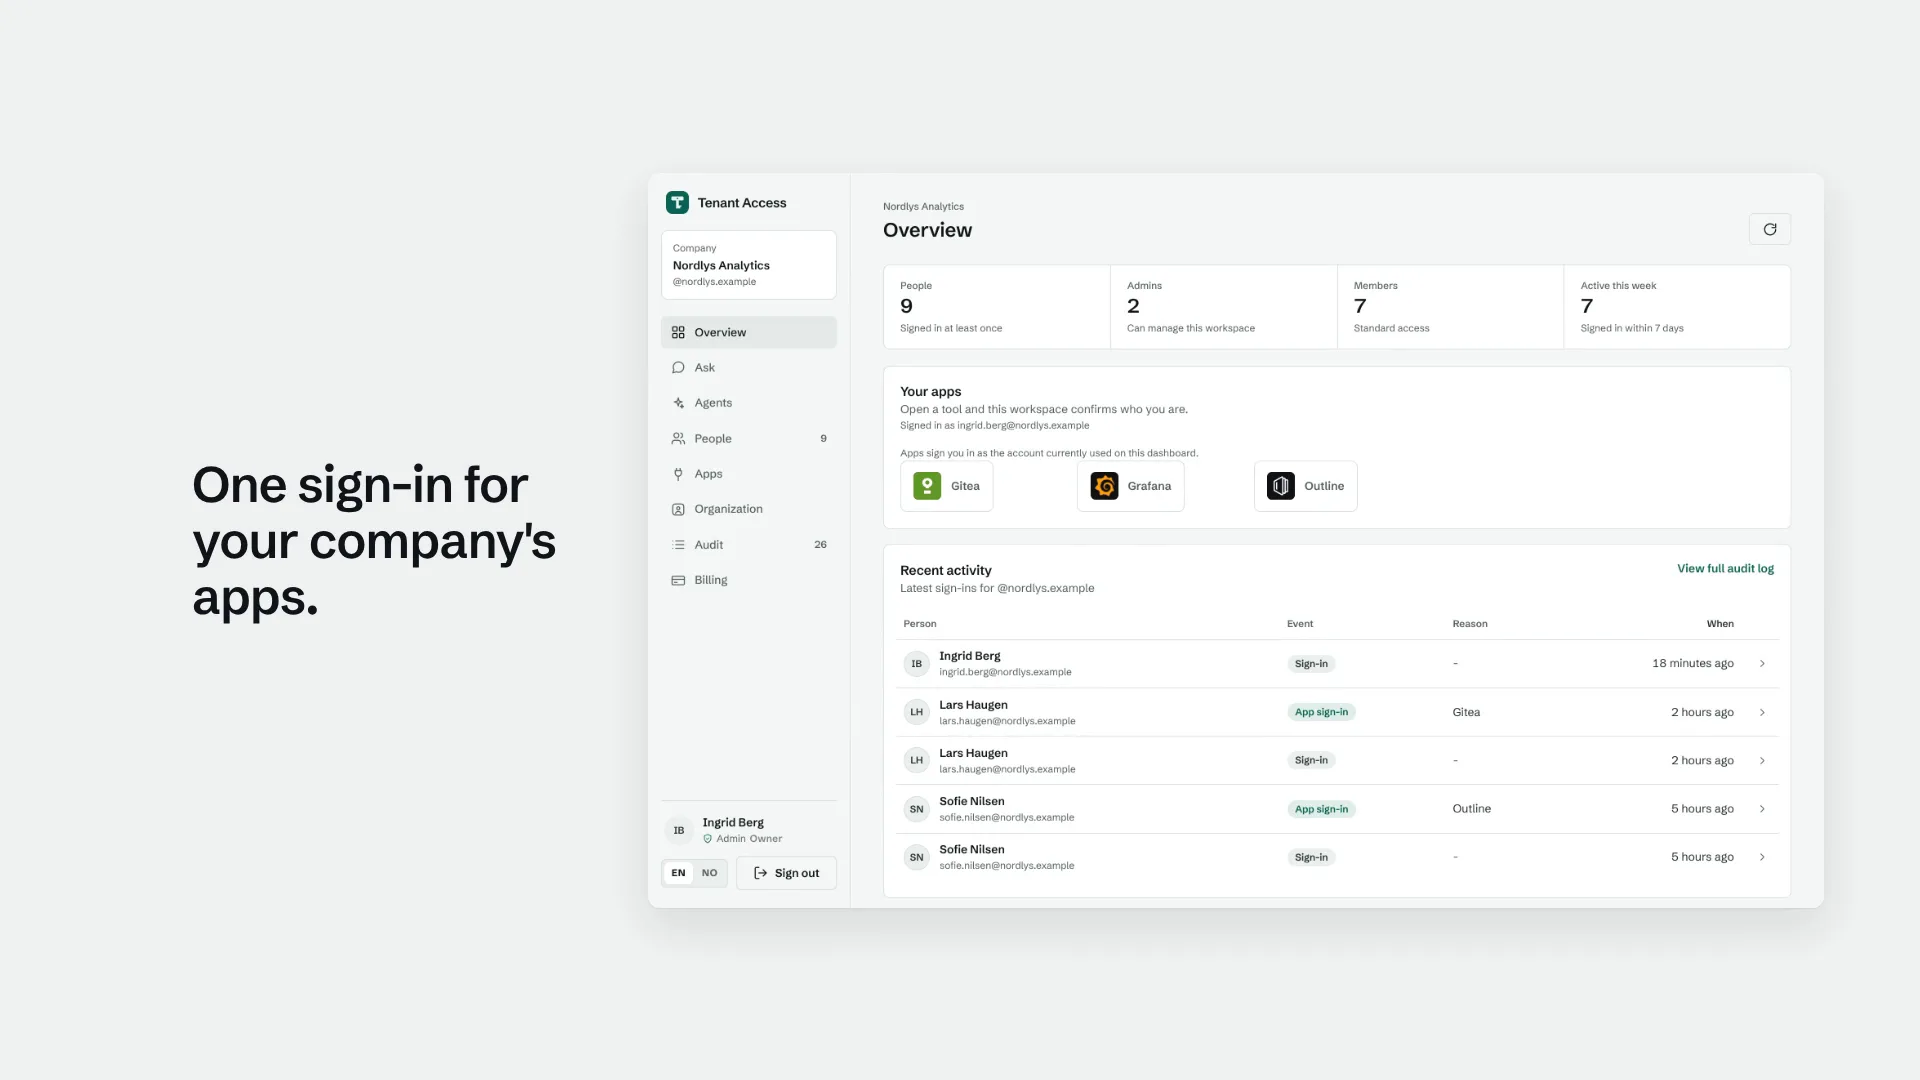 One sign-in for
your company's
apps.
Tenant Access
Company
Nordlys Analytics
@nordlys.example
Overview
Ask
Agents
People 9
Apps
Organization
Audit 26
Billing
IB
Ingrid Berg
Admin Owner
EN NO
Sign out
Nordlys Analytics
Overview
People
9
Signed in at least once
Admins
2
Can manage this workspace
Members
7
Standard access
Active this week
7
Signed in within 7 days
Your apps
Open a tool and this workspace confirms who you are.
Signed in as ingrid.berg@nordlys.example
Apps sign you in as the account currently used on this dashboard.
Gitea
Grafana
Outline
Recent activity
View full audit log
Latest sign-ins for @nordlys.example
Person Event Reason When
IB Ingrid Berg Sign-in - 18 minutes ago
ingrid.berg@nordlys.example
LH Lars Haugen App sign-in Gitea 2 hours ago
lars.haugen@nordlys.example
LH Lars Haugen Sign-in - 2 hours ago
lars.haugen@nordlys.example
SN Sofie Nilsen App sign-in Outline 5 hours ago
sofie.nilsen@nordlys.example
SN Sofie Nilsen Sign-in - 5 hours ago
sofie.nilsen@nordlys.example